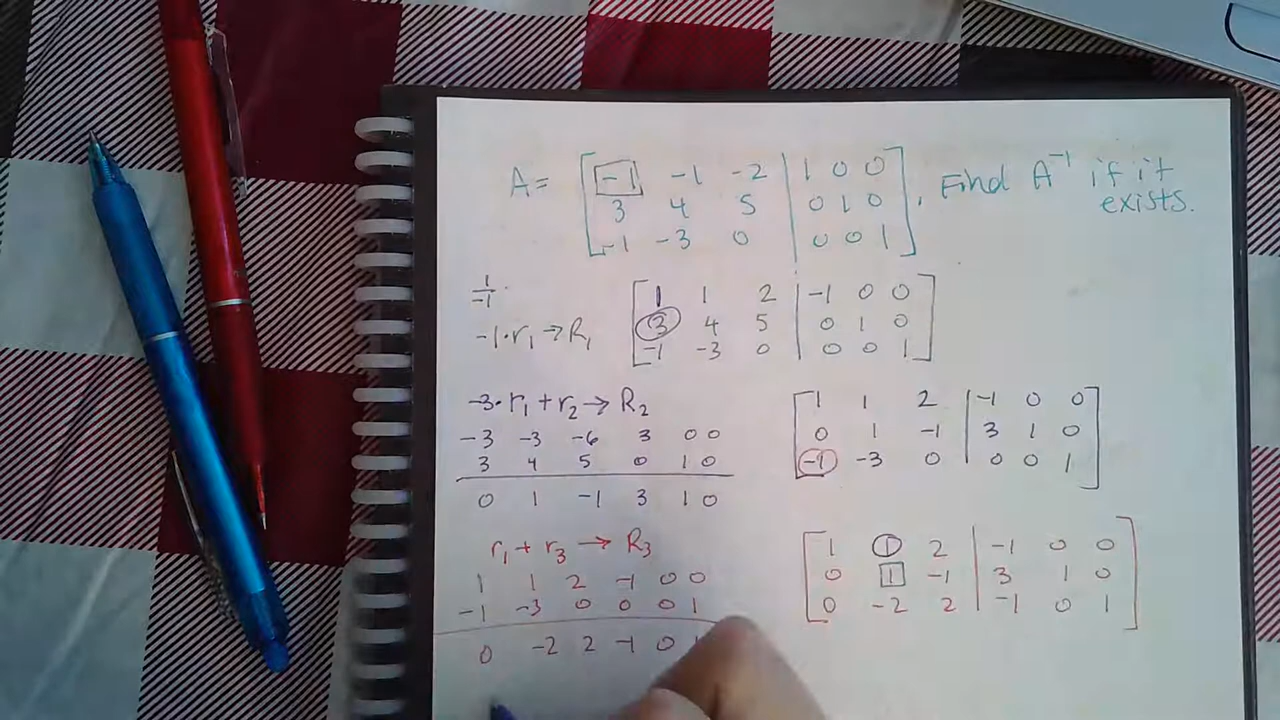 A = [ -1 -1 -2 | 1 0 0 ], Find A⁻¹ if it
3 4 5 | 0 1 0 exists.
-1 -3 0 | 0 0 1
1/-1 ·
1 1 2 | -1 0 0
-1·r₁→R₁
3 4 5 | 0 1 0
-1 -3 0 | 0 0 1
-3·r₁+r₂→R₂
1 1 2 | -1 0 0
-3 -3 -6 3 0 0
0 1 -1 | 3 1 0
3 4 5 0 1 0
-1 -3 0 | 0 0 1
0 1 -1 3 1 0
r₁+r₃→R₃
1 1 2 | -1 0 0
1 1 2 -1 0 0
0 1 -1 | 3 1 0
-1 -3 0 0 0 1
0 -2 2 | -1 0 1
0 -2 2 -1 0